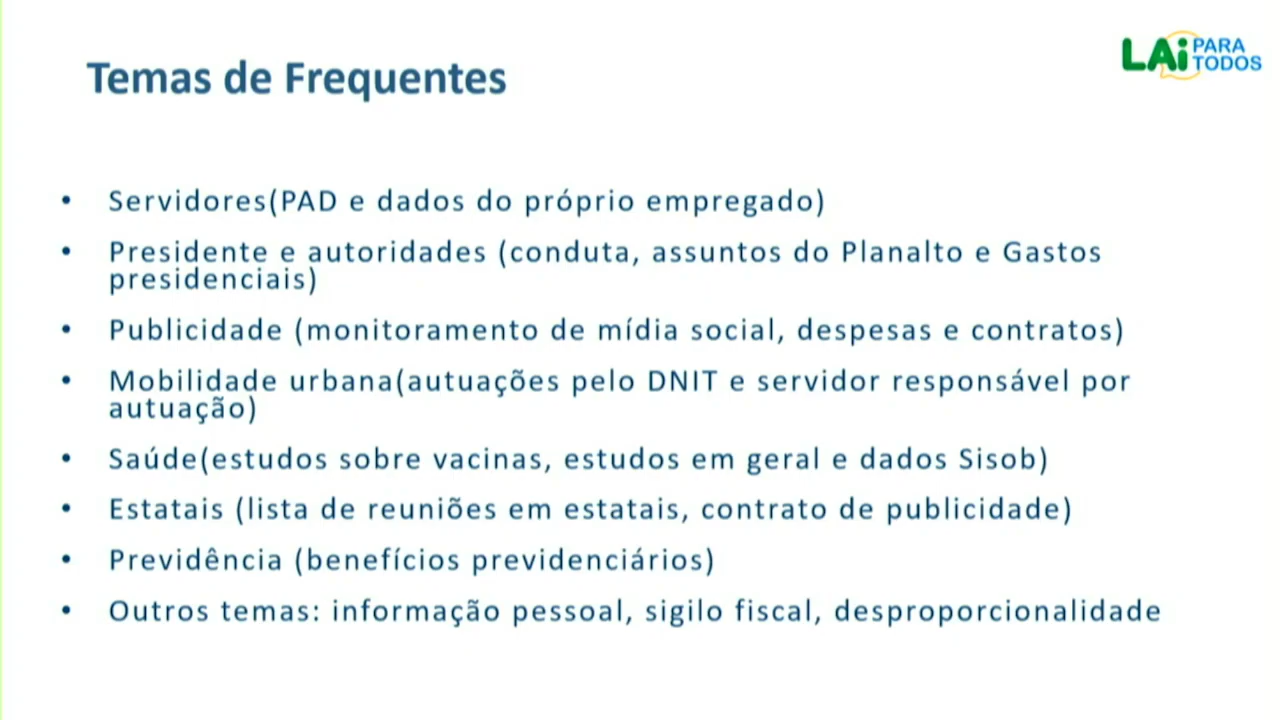 Temas de Frequentes
LAi PARA TODOS
• Servidores(PAD e dados do próprio empregado)
• Presidente e autoridades (conduta, assuntos do Planalto e Gastos
presidenciais)
• Publicidade (monitoramento de mídia social, despesas e contratos)
• Mobilidade urbana(autuações pelo DNIT e servidor responsável por
autuação)
• Saúde(estudos sobre vacinas, estudos em geral e dados Sisob)
• Estatais (lista de reuniões em estatais, contrato de publicidade)
• Previdência (benefícios previdenciários)
• Outros temas: informação pessoal, sigilo fiscal, desproporcionalidade